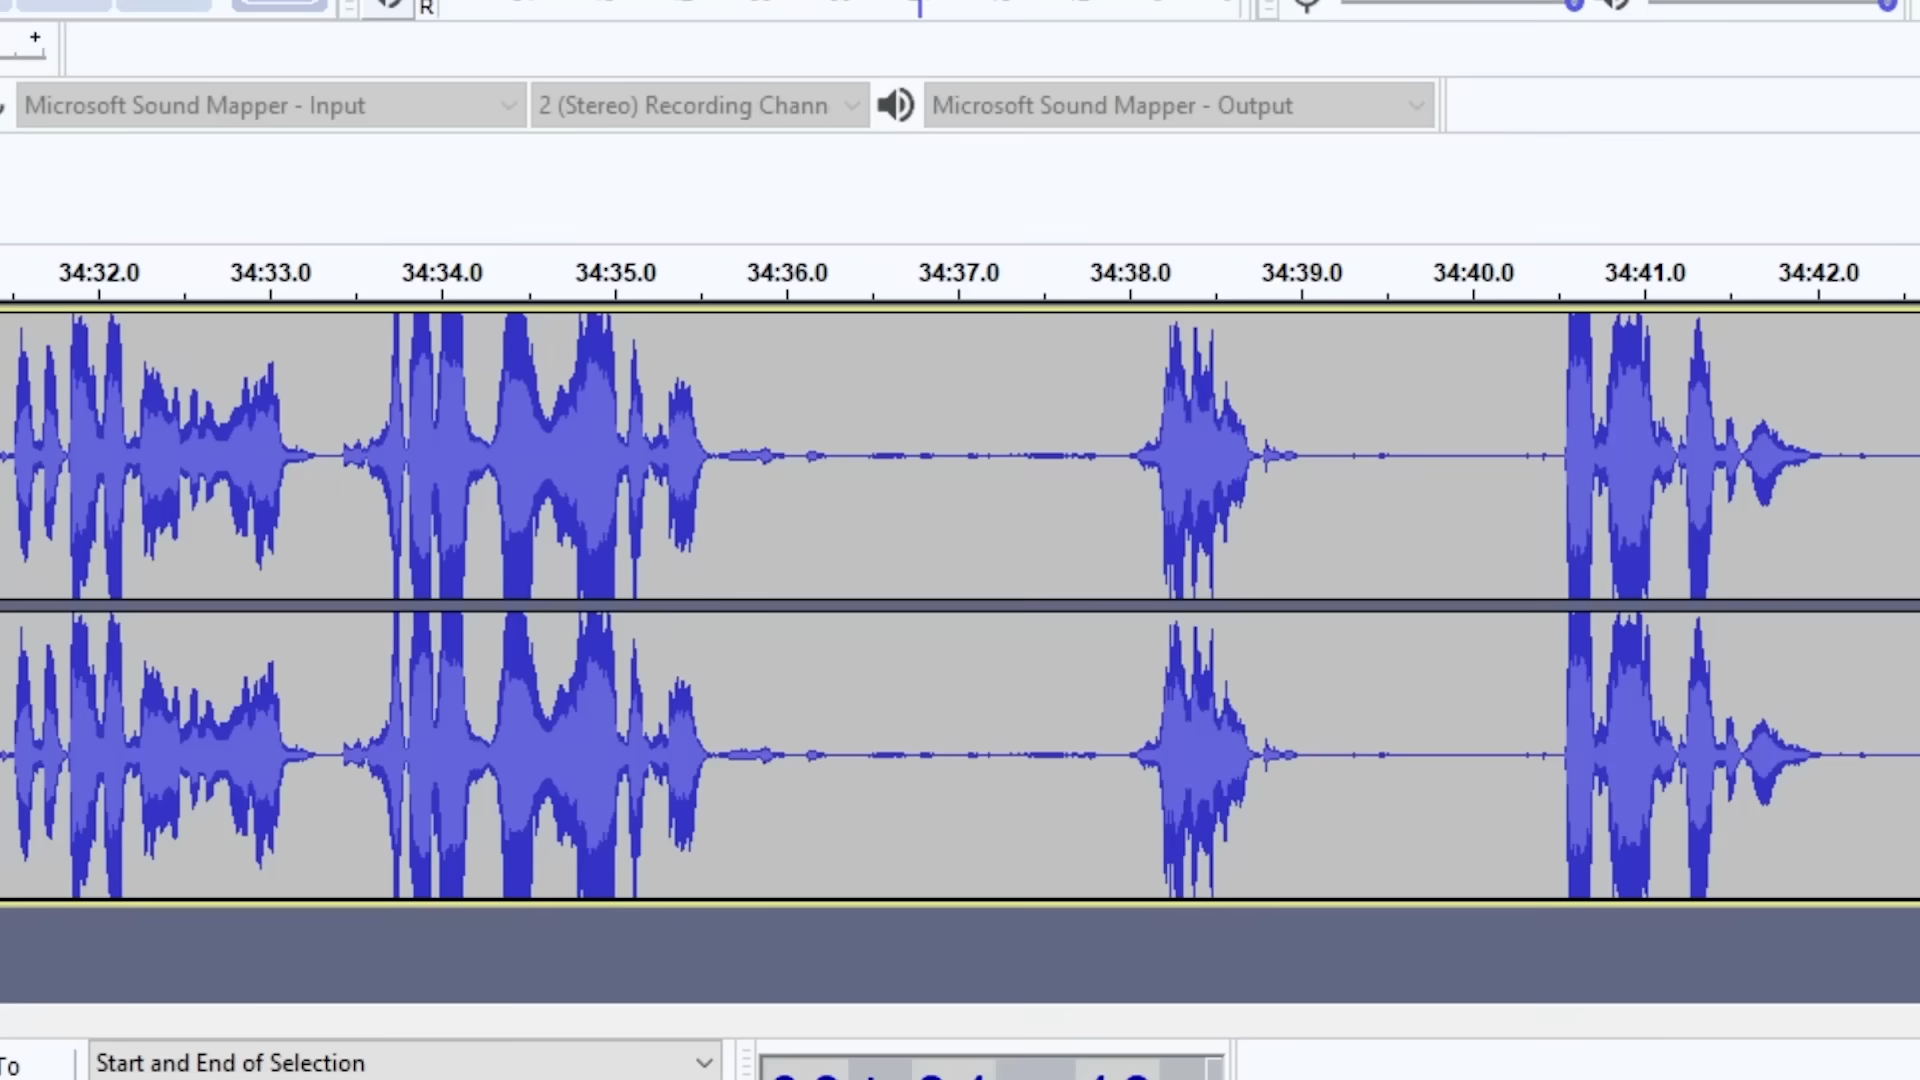 R
+
Microsoft Sound Mapper - Input 2 (Stereo) Recording Chann Microsoft Sound Mapper - Output
34:32.0 34:33.0 34:34.0 34:35.0 34:36.0 34:37.0 34:38.0 34:39.0 34:40.0 34:41.0 34:42.0
To Start and End of Selection